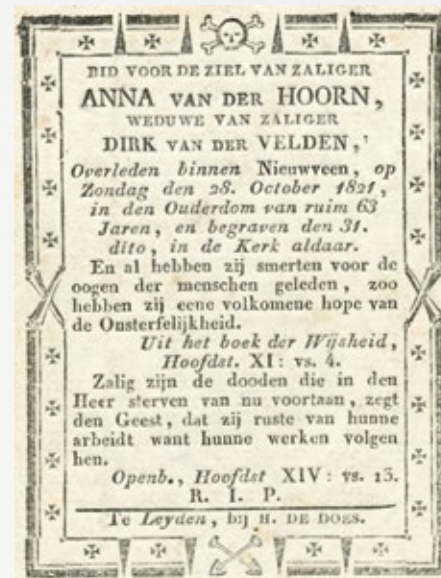 BID VOOR DE ZIEL VAN ZALIGER
ANNA VAN DER HOORN,
WEDUWE VAN ZALIGER
DIRK VAN DER VELDEN,
Overleden binnen Nieuwveen, op
Zondag den 28. October 1821,
in den Ouderdom van ruim 63
Jaren, en begraven den 31.
dito, in de Kerk aldaar.
En al hebben zij smerten voor de
oogen der menschen geleden, zoo
hebben zij eene volkomene hope van
de Onsterfelijkheid.
Uit het boek der Wijsheid,
Hoofdst. XI: vs. 4.
Zalig zijn de dooden die in den
Heer sterven van nu voortaan, zegt
den Geest, dat zij ruste van hunne
arbeidt want hunne werken volgen
hen.
Openb., Hoofdst XIV: vs. 13.
R. I. P.
Te Leyden, bij H. DE DOES.